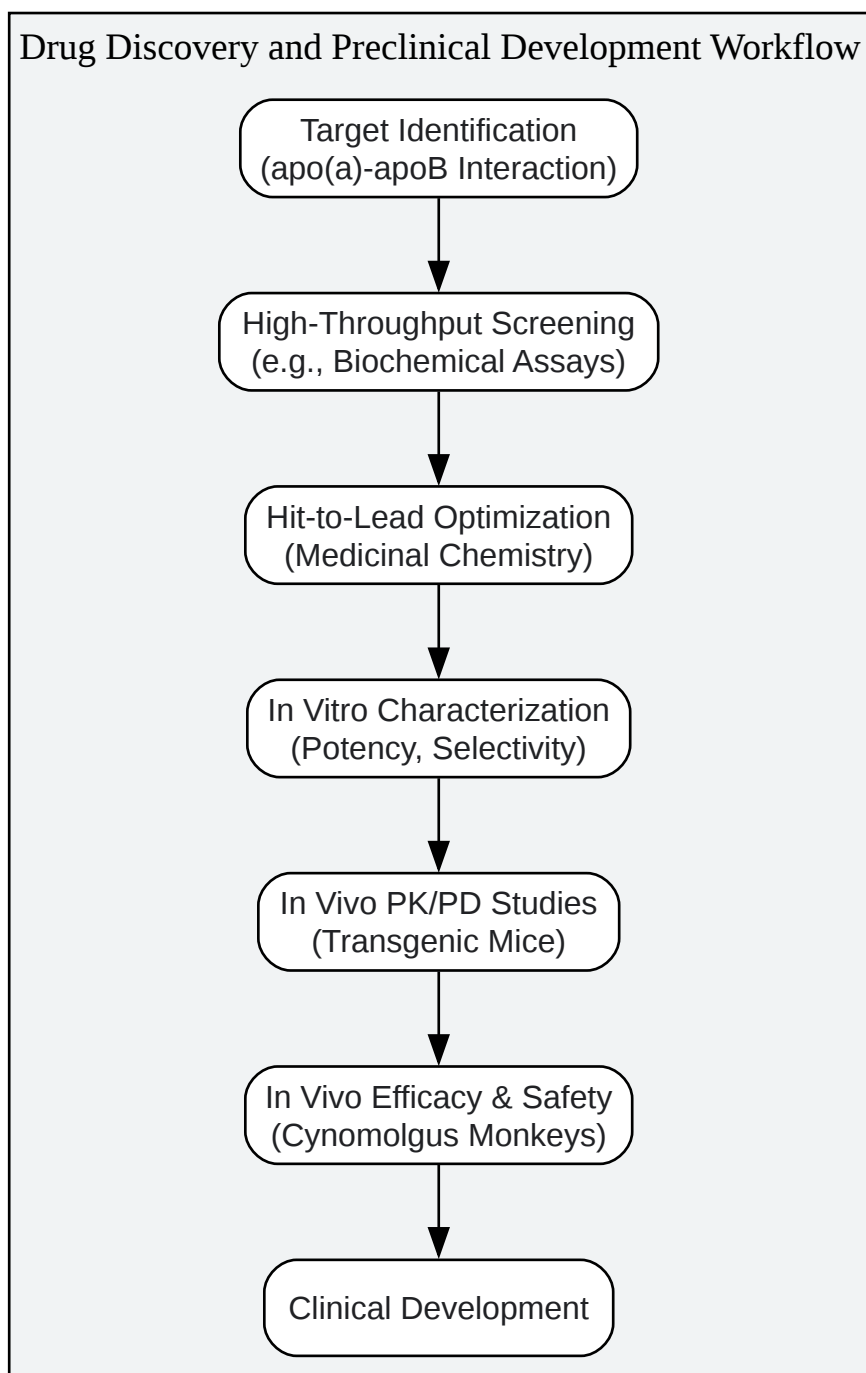 Drug Discovery and Preclinical Development Workflow
Target Identification
(apo(a)-apoB Interaction)
High-Throughput Screening
(e.g., Biochemical Assays)
Hit-to-Lead Optimization
(Medicinal Chemistry)
In Vitro Characterization
(Potency, Selectivity)
In Vivo PK/PD Studies
(Transgenic Mice)
In Vivo Efficacy & Safety
(Cynomolgus Monkeys)
Clinical Development